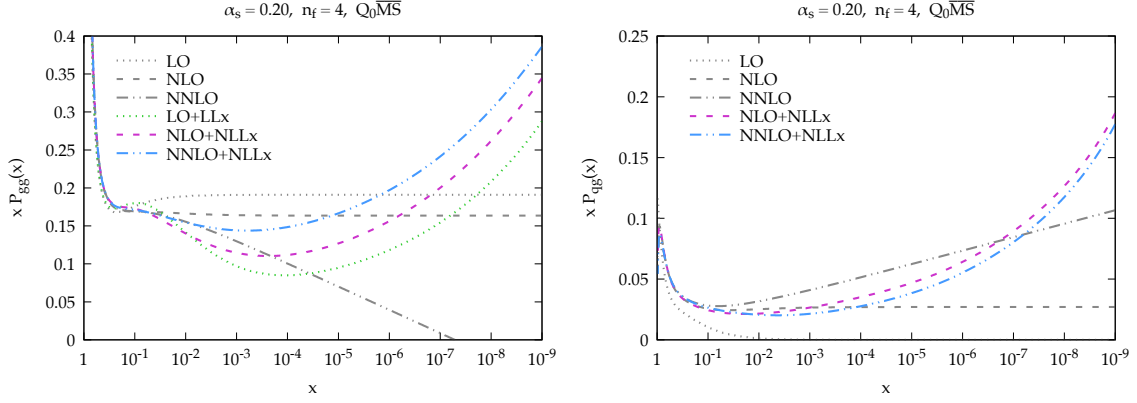 αs = 0.20, nf = 4, Q0M̅S̅
0.4
0.35
0.3
0.25
0.2
0.15
0.1
0.05
0
x Pgg(x)
LO
NLO
NNLO
LO+LLx
NLO+NLLx
NNLO+NLLx
1 10-1 10-2 10-3 10-4 10-5 10-6 10-7 10-8 10-9
x
αs = 0.20, nf = 4, Q0M̅S̅
0.25
0.2
0.15
0.1
0.05
0
x Pqg(x)
LO
NLO
NNLO
NLO+NLLx
NNLO+NLLx
1 10-1 10-2 10-3 10-4 10-5 10-6 10-7 10-8 10-9
x